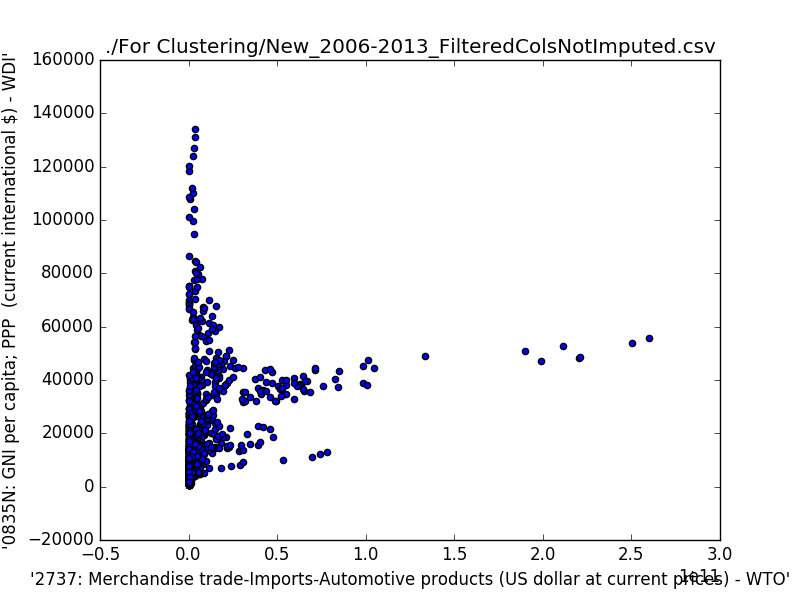 ./For Clustering/New_2006-2013_FilteredColsNotImputed.csv
'0835N: GNI per capita; PPP (current international $) - WDI'
160000
140000
120000
100000
80000
60000
40000
20000
0
−20000
−0.5 0.0 0.5 1.0 1.5 2.0 2.5 3.0
1e11
'2737: Merchandise trade-Imports-Automotive products (US dollar at current prices) - WTO'